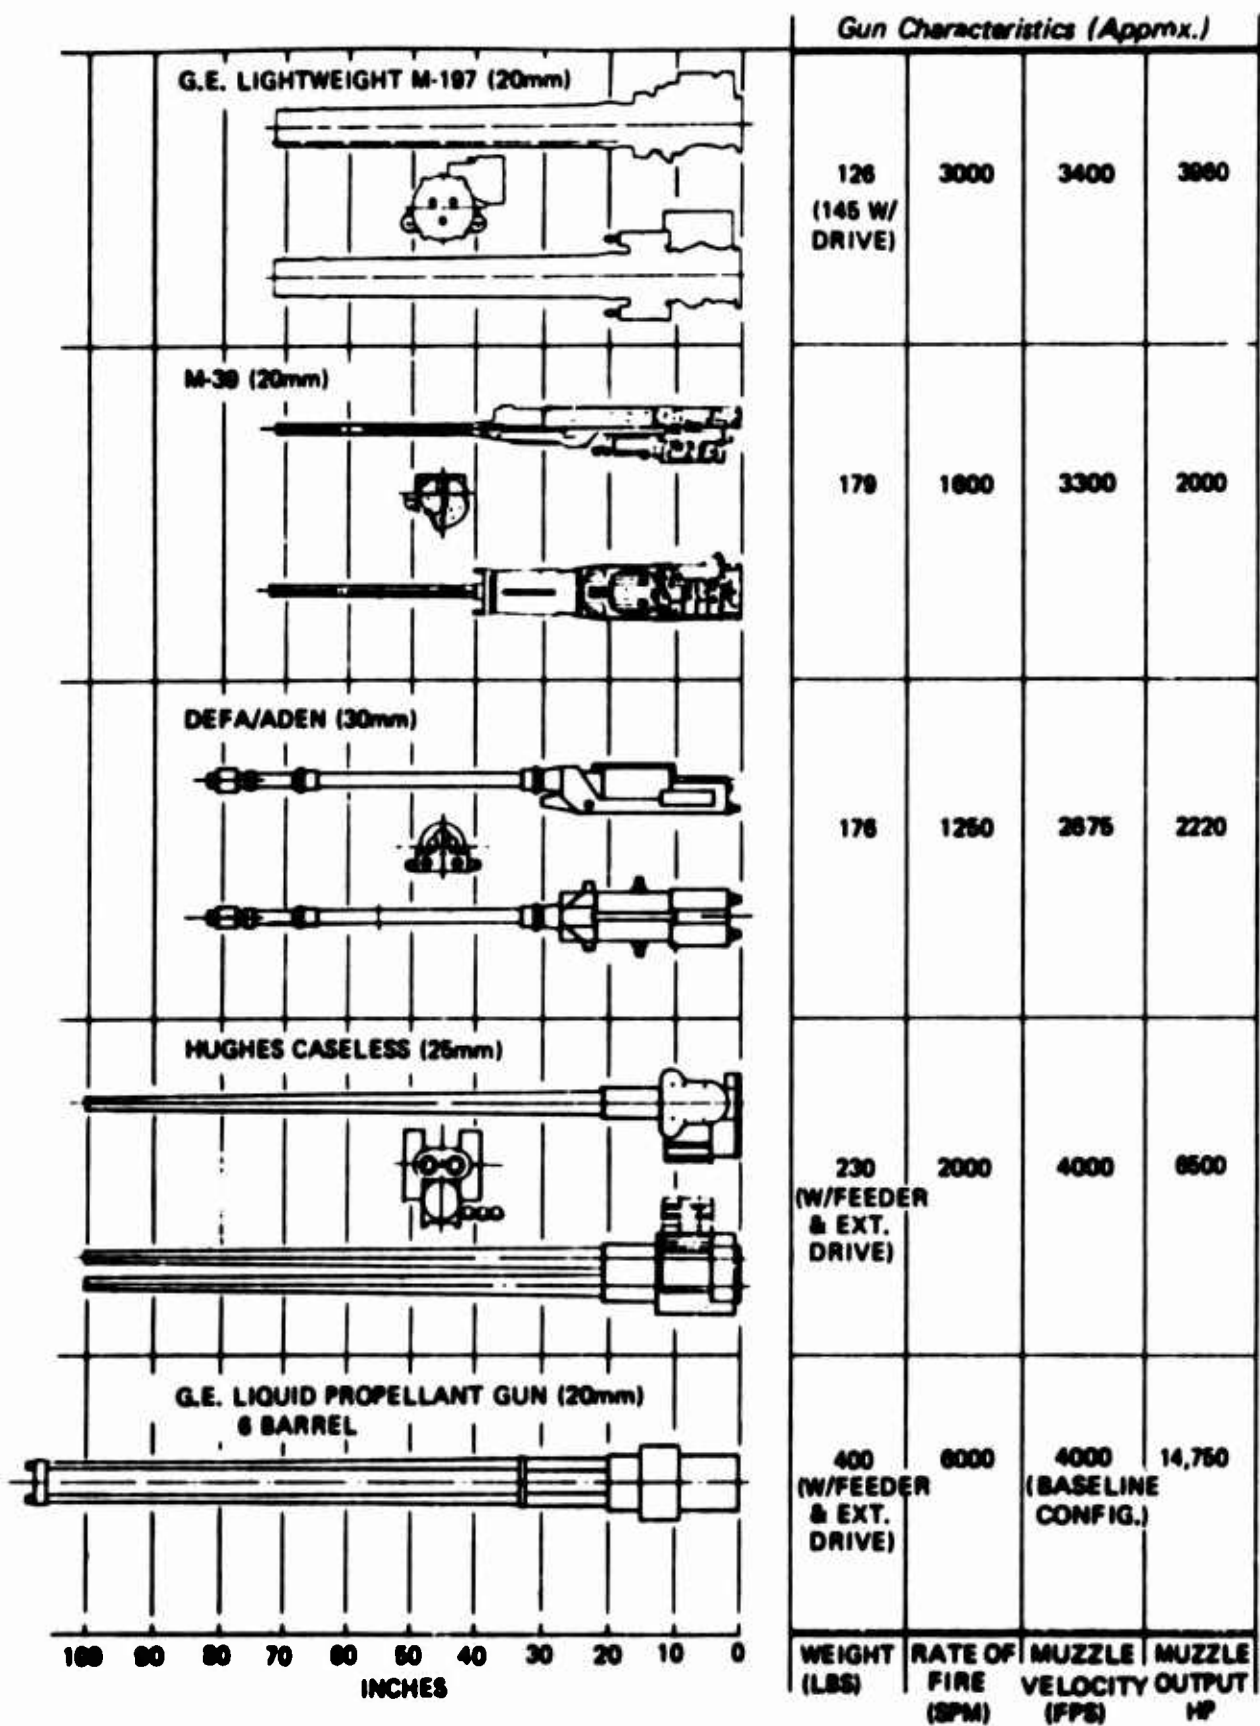 Gun Characteristics (Appmx.)
G.E. LIGHTWEIGHT M-197 (20mm)
126 3000 3400 3960
(145 W/
DRIVE)
M-39 (20mm)
179 1600 3300 2000
DEFA/ADEN (30mm)
176 1250 2675 2220
HUGHES CASELESS (25mm)
230 2000 4000 6500
(W/FEEDER
& EXT.
DRIVE)
G.E. LIQUID PROPELLANT GUN (20mm)
6 BARREL
400 6000 4000 14,750
(W/FEEDER (BASELINE
& EXT. CONFIG.)
DRIVE)
100 90 80 70 60 50 40 30 20 10 0
INCHES
WEIGHT RATE OF MUZZLE MUZZLE
(LBS) FIRE VELOCITY OUTPUT
(SPM) (FPS) HP